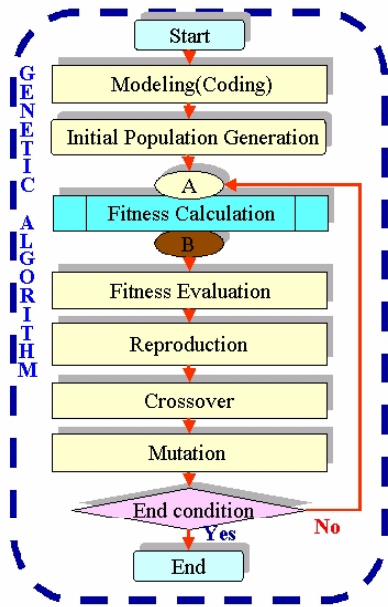 GENETIC ALGORITHM
Start
Modeling(Coding)
Initial Population Generation
A
Fitness Calculation
B
Fitness Evaluation
Reproduction
Crossover
Mutation
End condition
Yes
No
End